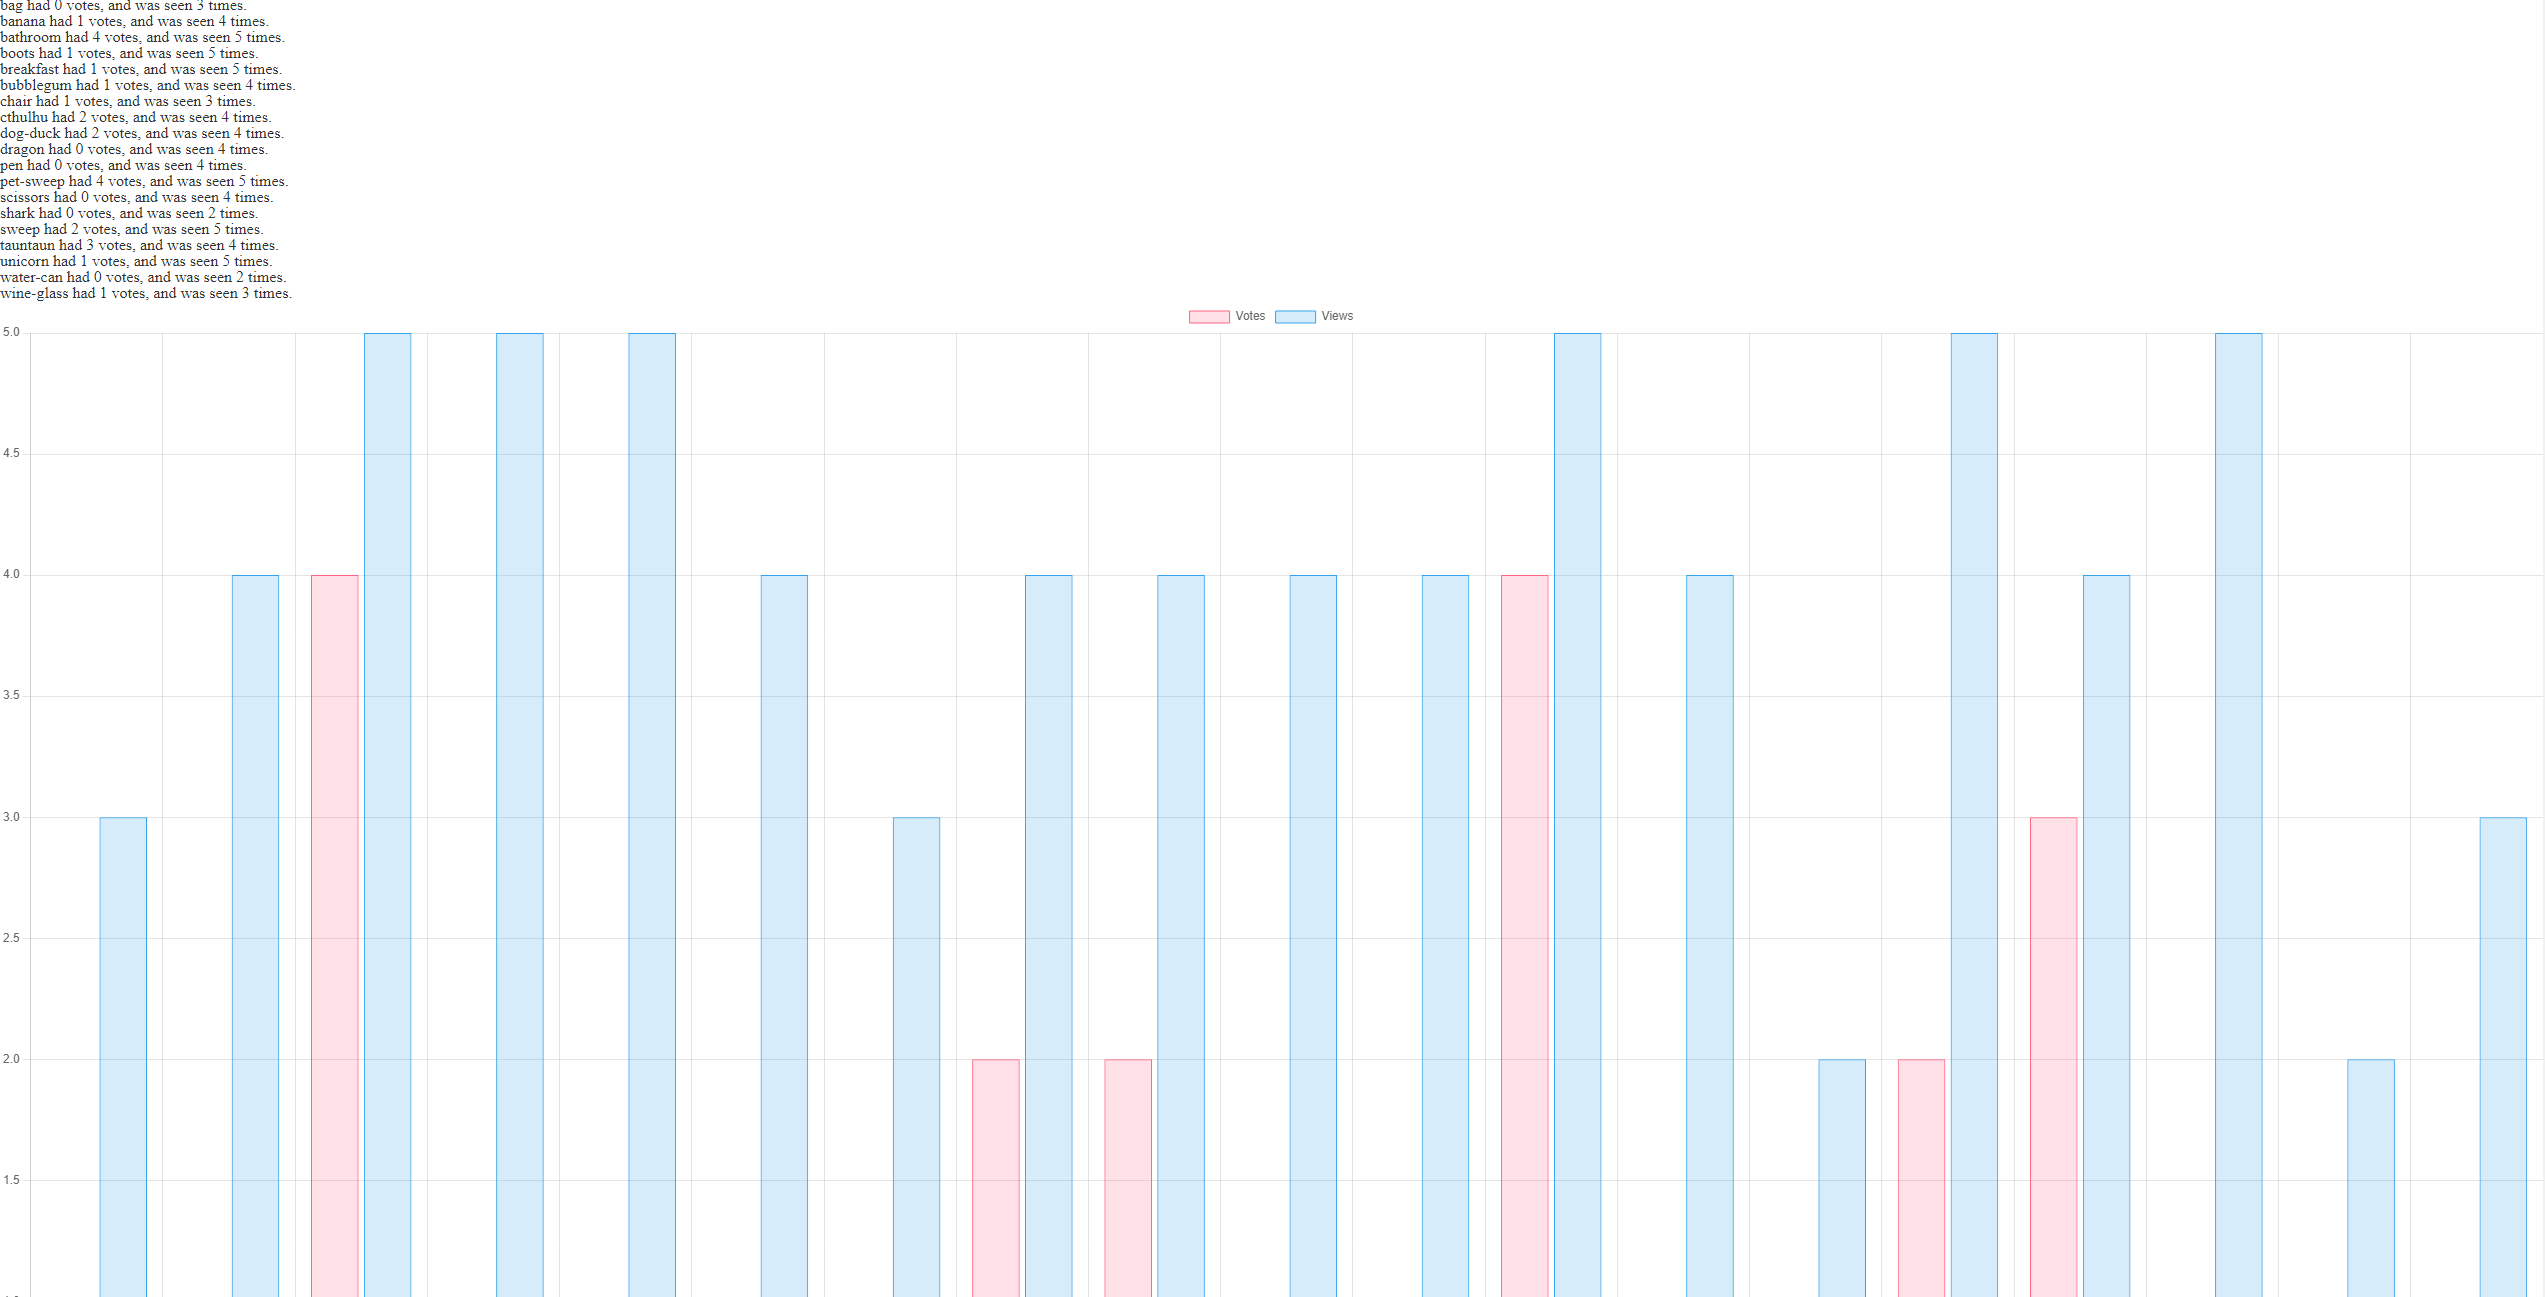 bag had 0 votes, and was seen 3 times.
banana had 1 votes, and was seen 4 times.
bathroom had 4 votes, and was seen 5 times.
boots had 1 votes, and was seen 5 times.
breakfast had 1 votes, and was seen 5 times.
bubblegum had 1 votes, and was seen 4 times.
chair had 1 votes, and was seen 3 times.
cthulhu had 2 votes, and was seen 4 times.
dog-duck had 2 votes, and was seen 4 times.
dragon had 0 votes, and was seen 4 times.
pen had 0 votes, and was seen 4 times.
pet-sweep had 4 votes, and was seen 5 times.
scissors had 0 votes, and was seen 4 times.
shark had 0 votes, and was seen 2 times.
sweep had 2 votes, and was seen 5 times.
tauntaun had 3 votes, and was seen 4 times.
unicorn had 1 votes, and was seen 5 times.
water-can had 0 votes, and was seen 2 times.
wine-glass had 1 votes, and was seen 3 times.
Votes Views
5.0
4.5
4.0
3.5
3.0
2.5
2.0
1.5